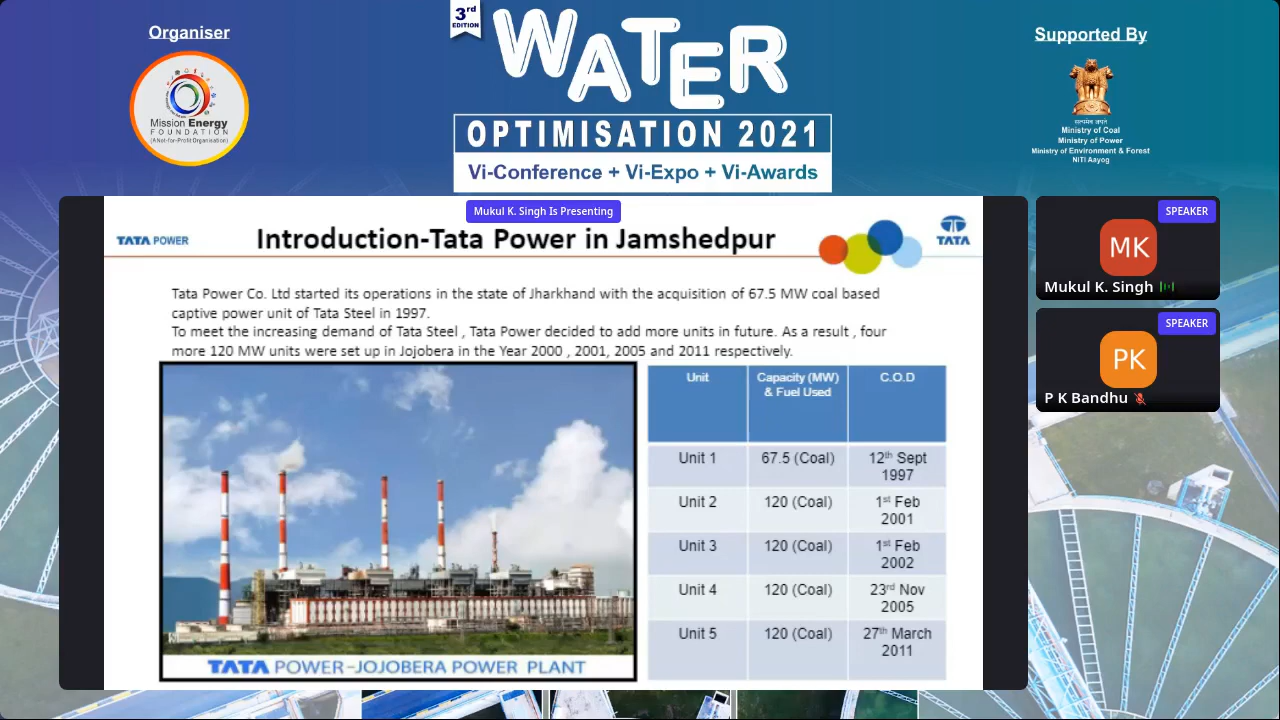 Organiser
Mission Energy
FOUNDATION
(A Not-for-Profit Organisation)
3rd
EDITION
WATER
OPTIMISATION 2021
Vi-Conference + Vi-Expo + Vi-Awards
Supported By
सत्यमेव जयते
Ministry of Coal
Ministry of Power
Ministry of Environment & Forest
NITI Aayog
Mukul K. Singh Is Presenting
TATA POWER
Introduction-Tata Power in Jamshedpur
TATA
Tata Power Co. Ltd started its operations in the state of Jharkhand with the acquisition of 67.5 MW coal based
captive power unit of Tata Steel in 1997.
To meet the increasing demand of Tata Steel , Tata Power decided to add more units in future. As a result , four
more 120 MW units were set up in Jojobera in the Year 2000 , 2001, 2005 and 2011 respectively.
TATA POWER-JOJOBERA POWER PLANT
Unit Capacity (MW) & Fuel Used C.O.D
Unit 1 67.5 (Coal) 12th Sept 1997
Unit 2 120 (Coal) 1st Feb 2001
Unit 3 120 (Coal) 1st Feb 2002
Unit 4 120 (Coal) 23rd Nov 2005
Unit 5 120 (Coal) 27th March 2011
SPEAKER
MK
Mukul K. Singh
SPEAKER
PK
P K Bandhu